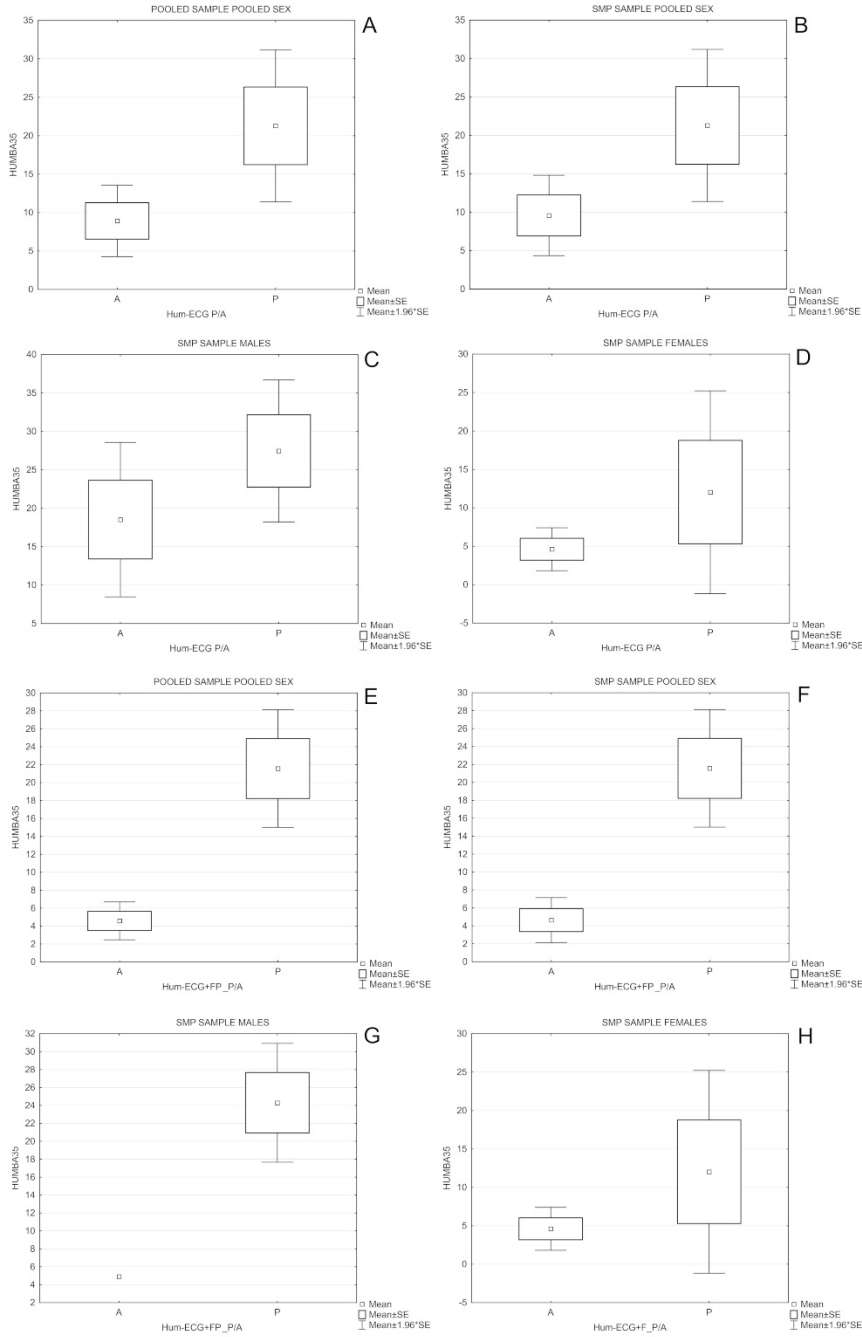 POOLED SAMPLE POOLED SEX
A
35
30
25
20
15
10
5
0
HUMBA35
A
P
Hum-ECG P/A
Mean
Mean±SE
Mean±1.96*SE
SMP SAMPLE POOLED SEX
B
35
30
25
20
15
10
5
0
HUMBA35
A
P
Hum-ECG P/A
Mean
Mean±SE
Mean±1.96*SE
SMP SAMPLE MALES
C
40
35
30
25
20
15
10
5
HUMBA35
A
P
Hum-ECG P/A
Mean
Mean±SE
Mean±1.96*SE
SMP SAMPLE FEMALES
D
30
25
20
15
10
5
0
-5
HUMBA35
A
P
Hum-ECG P/A
Mean
Mean±SE
Mean±1.96*SE
POOLED SAMPLE POOLED SEX
E
30
28
26
24
22
20
18
16
14
12
10
8
6
4
2
0
HUMBA35
A
P
Hum-ECG+FP_P/A
Mean
Mean±SE
Mean±1.96*SE
SMP SAMPLE POOLED SEX
F
30
28
26
24
22
20
18
16
14
12
10
8
6
4
2
0
HUMBA35
A
P
Hum-ECG+FP_P/A
Mean
Mean±SE
Mean±1.96*SE
SMP SAMPLE MALES
G
32
30
28
26
24
22
20
18
16
14
12
10
8
6
4
2
HUMBA35
A
P
Hum-ECG+FP_P/A
Mean
Mean±SE
Mean±1.96*SE
SMP SAMPLE FEMALES
H
30
25
20
15
10
5
0
-5
HUMBA35
A
P
Hum-ECG+F_P/A
Mean
Mean±SE
Mean±1.96*SE